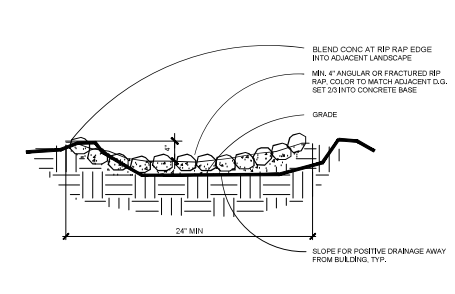 BLEND CONC AT RIP RAP EDGE
INTO ADJACENT LANDSCAPE
MIN. 4" ANGULAR OR FRACTURED RIP
RAP, COLOR TO MATCH ADJACENT D.G.
SET 2/3 INTO CONCRETE BASE
GRADE
4"
24" MIN
SLOPE FOR POSITIVE DRAINAGE AWAY
FROM BUILDING, TYP.